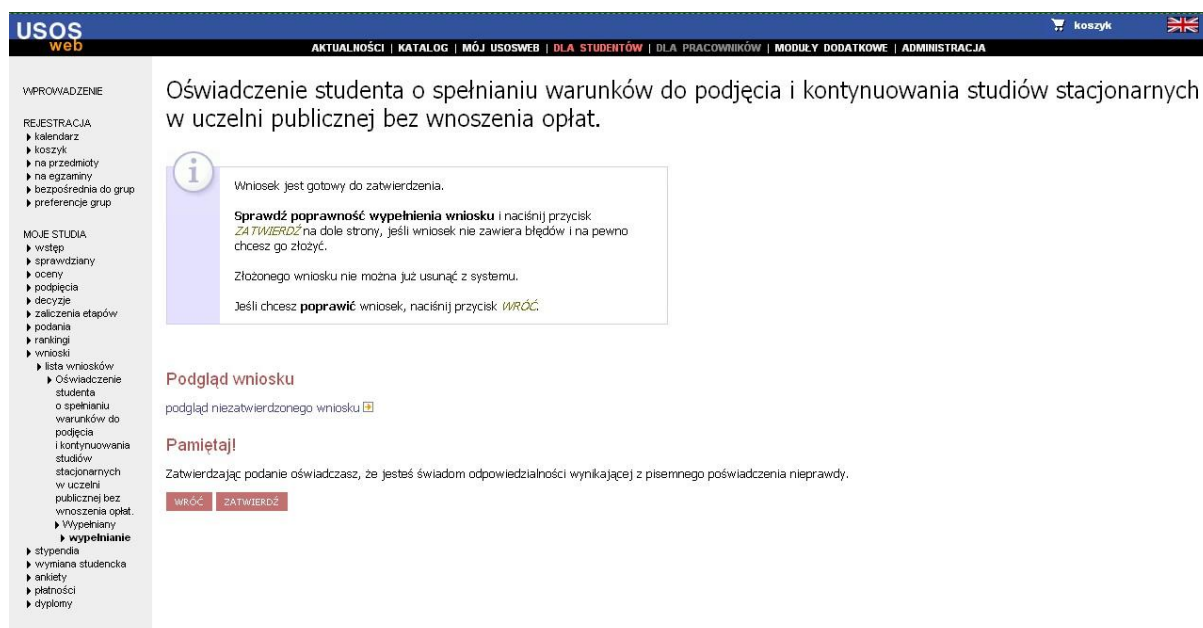 USOS
web
koszyk
AKTUALNOŚCI | KATALOG | MÓJ USOSWEB | DLA STUDENTÓW | DLA PRACOWNIKÓW | MODUŁY DODATKOWE | ADMINISTRACJA
WPROWADZENIE
REJESTRACJA
kalendarz
koszyk
na przedmioty
na egzaminy
bezpośrednia do grup
preferencje grup
MOJE STUDIA
wstęp
sprawdziany
oceny
podpięcia
decyzje
zaliczenia etapów
podania
rankingi
wnioski
lista wniosków
Oświadczenie
studenta
o spełnianiu
warunków do
podjęcia
i kontynuowania
studiów
stacjonarnych
w uczelni
publicznej bez
wnoszenia opłat.
Wypełniany
wypełnianie
stypendia
wymiana studencka
ankiety
płatności
dyplomy
Oświadczenie studenta o spełnianiu warunków do podjęcia i kontynuowania studiów stacjonarnych
w uczelni publicznej bez wnoszenia opłat.
i
Wniosek jest gotowy do zatwierdzenia.
Sprawdź poprawność wypełnienia wniosku i naciśnij przycisk
ZATWIERDŹ na dole strony, jeśli wniosek nie zawiera błędów i na pewno
chcesz go złożyć.
Złożonego wniosku nie można już usunąć z systemu.
Jeśli chcesz poprawić wniosek, naciśnij przycisk WRÓĆ.
Podgląd wniosku
podgląd niezatwierdzonego wniosku
Pamiętaj!
Zatwierdzając podanie oświadczasz, że jesteś świadom odpowiedzialności wynikającej z pisemnego poświadczenia nieprawdy.
WRÓĆ ZATWIERDŹ